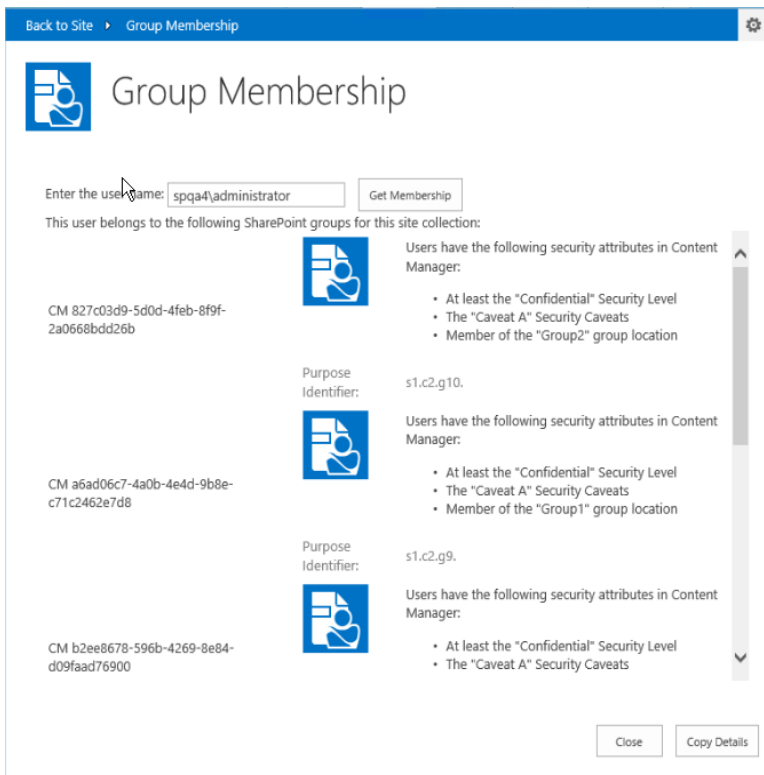 Back to Site ▸ Group Membership
Group Membership
Enter the user name: spqa4\administrator Get Membership
This user belongs to the following SharePoint groups for this site collection:
CM 827c03d9-5d0d-4feb-8f9f-
2a0668bdd26b
Users have the following security attributes in Content
Manager:
• At least the "Confidential" Security Level
• The "Caveat A" Security Caveats
• Member of the "Group2" group location
Purpose
Identifier:
s1.c2.g10.
CM a6ad06c7-4a0b-4e4d-9b8e-
c71c2462e7d8
Users have the following security attributes in Content
Manager:
• At least the "Confidential" Security Level
• The "Caveat A" Security Caveats
• Member of the "Group1" group location
Purpose
Identifier:
s1.c2.g9.
CM b2ee8678-596b-4269-8e84-
d09faad76900
Users have the following security attributes in Content
Manager:
• At least the "Confidential" Security Level
• The "Caveat A" Security Caveats
Close Copy Details